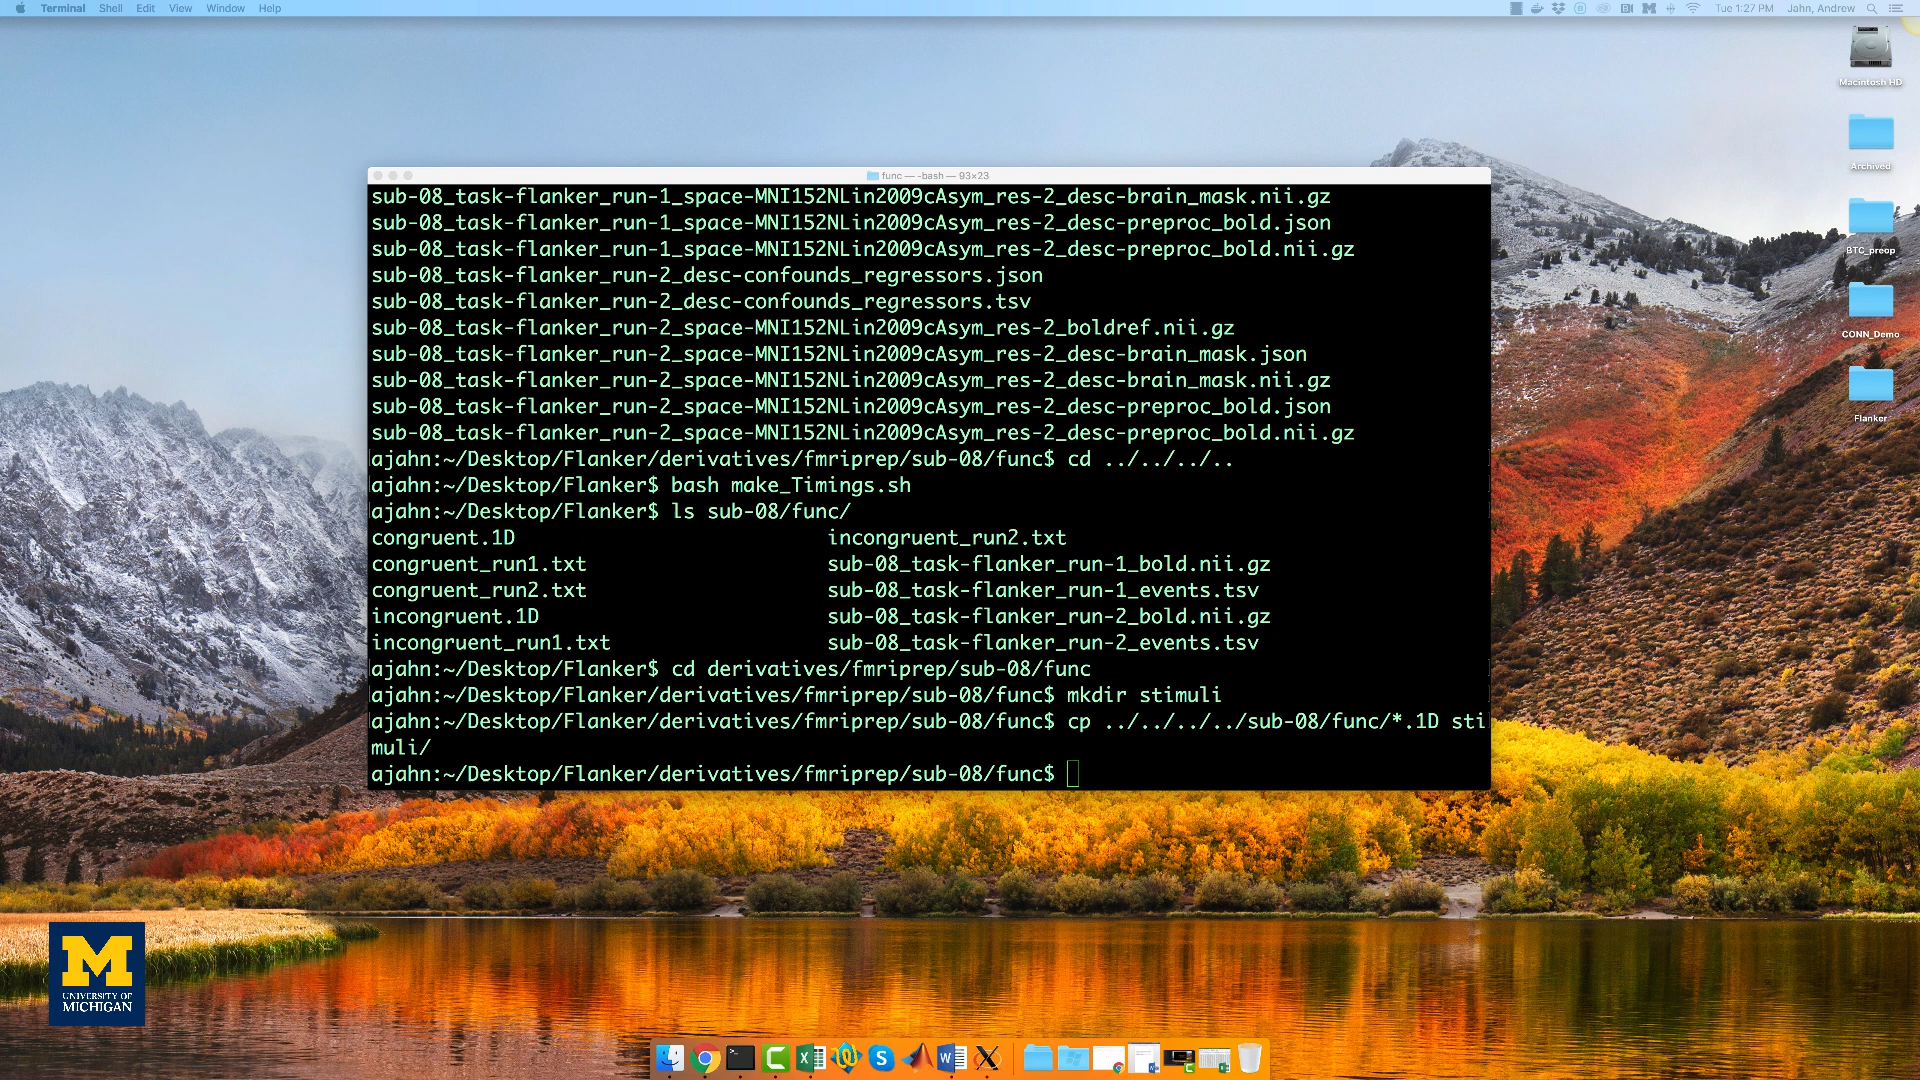 Terminal Shell Edit View Window Help
Tue 1:27 PM Jahn, Andrew
Macintosh HD
Archived
BTC_preop
CONN_Demo
Flanker
func — -bash — 93×23
sub-08_task-flanker_run-1_space-MNI152NLin2009cAsym_res-2_desc-brain_mask.nii.gz
sub-08_task-flanker_run-1_space-MNI152NLin2009cAsym_res-2_desc-preproc_bold.json
sub-08_task-flanker_run-1_space-MNI152NLin2009cAsym_res-2_desc-preproc_bold.nii.gz
sub-08_task-flanker_run-2_desc-confounds_regressors.json
sub-08_task-flanker_run-2_desc-confounds_regressors.tsv
sub-08_task-flanker_run-2_space-MNI152NLin2009cAsym_res-2_boldref.nii.gz
sub-08_task-flanker_run-2_space-MNI152NLin2009cAsym_res-2_desc-brain_mask.json
sub-08_task-flanker_run-2_space-MNI152NLin2009cAsym_res-2_desc-brain_mask.nii.gz
sub-08_task-flanker_run-2_space-MNI152NLin2009cAsym_res-2_desc-preproc_bold.json
sub-08_task-flanker_run-2_space-MNI152NLin2009cAsym_res-2_desc-preproc_bold.nii.gz
ajahn:~/Desktop/Flanker/derivatives/fmriprep/sub-08/func$ cd ../../../..
ajahn:~/Desktop/Flanker$ bash make_Timings.sh
ajahn:~/Desktop/Flanker$ ls sub-08/func/
congruent.1D incongruent_run2.txt
congruent_run1.txt sub-08_task-flanker_run-1_bold.nii.gz
congruent_run2.txt sub-08_task-flanker_run-1_events.tsv
incongruent.1D sub-08_task-flanker_run-2_bold.nii.gz
incongruent_run1.txt sub-08_task-flanker_run-2_events.tsv
ajahn:~/Desktop/Flanker$ cd derivatives/fmriprep/sub-08/func
ajahn:~/Desktop/Flanker/derivatives/fmriprep/sub-08/func$ mkdir stimuli
ajahn:~/Desktop/Flanker/derivatives/fmriprep/sub-08/func$ cp ../../../../sub-08/func/*.1D sti
muli/
ajahn:~/Desktop/Flanker/derivatives/fmriprep/sub-08/func$
M
UNIVERSITY OF
MICHIGAN